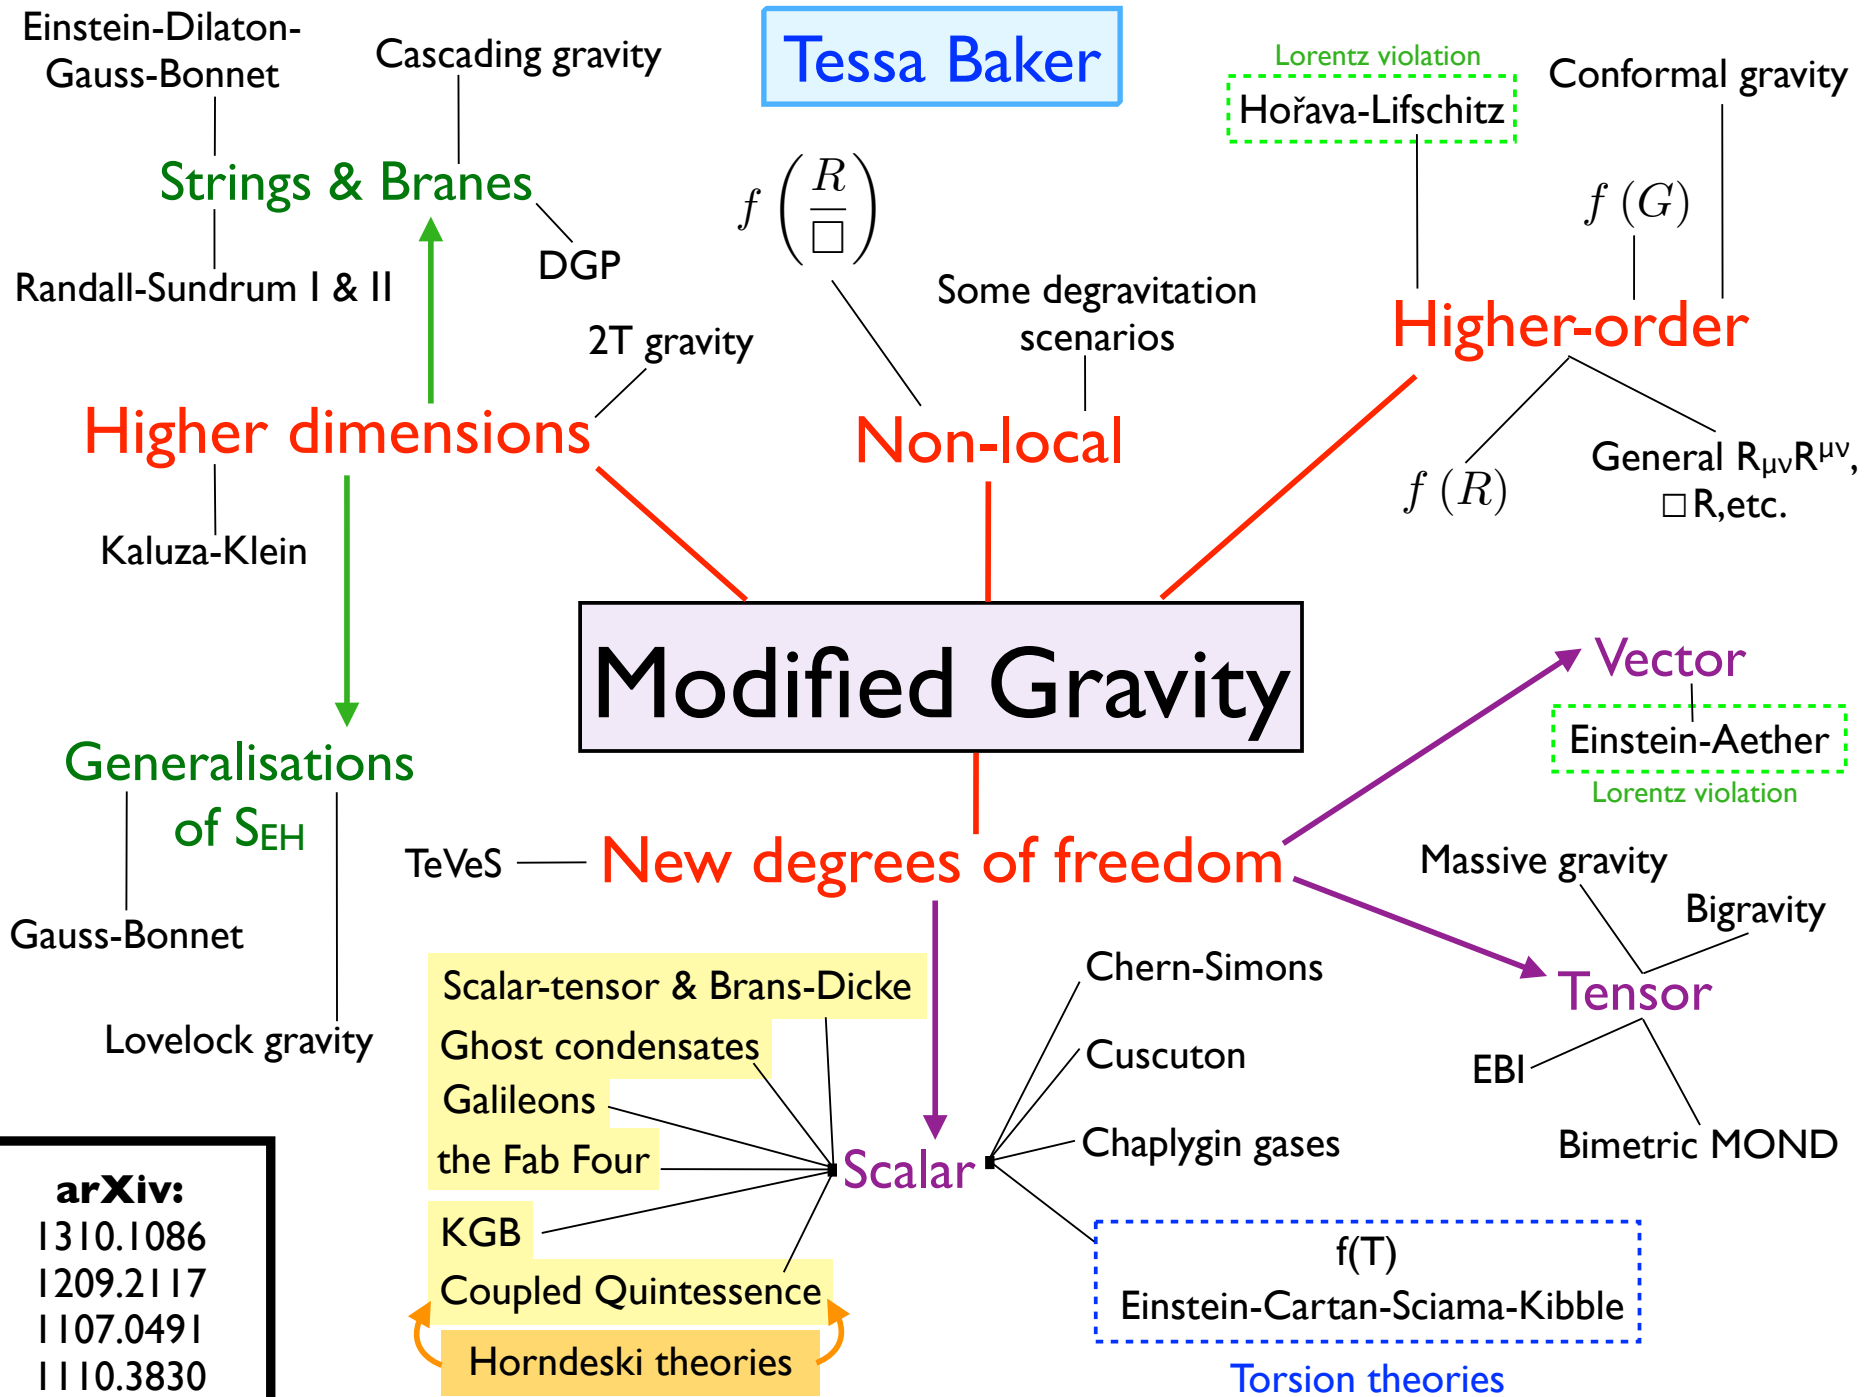 Einstein-Dilaton-
Gauss-Bonnet
Cascading gravity
Tessa Baker
Lorentz violation
Hořava-Lifschitz
Conformal gravity
Strings & Branes
f (R/□)
f (G)
DGP
Randall-Sundrum I & II
Some degravitation
scenarios
2T gravity
Higher-order
Higher dimensions
Non-local
f (R)
General RμνRμν,
□R,etc.
Kaluza-Klein
Modified Gravity
Vector
Einstein-Aether
Lorentz violation
Generalisations
of SEH
TeVeS
New degrees of freedom
Massive gravity
Bigravity
Gauss-Bonnet
Lovelock gravity
Scalar-tensor & Brans-Dicke
Ghost condensates
Galileons
the Fab Four
KGB
Coupled Quintessence
Horndeski theories
Scalar
Chern-Simons
Cuscuton
Chaplygin gases
f(T)
Einstein-Cartan-Sciama-Kibble
Torsion theories
Tensor
EBI
Bimetric MOND
arXiv:
1310.1086
1209.2117
1107.0491
1110.3830